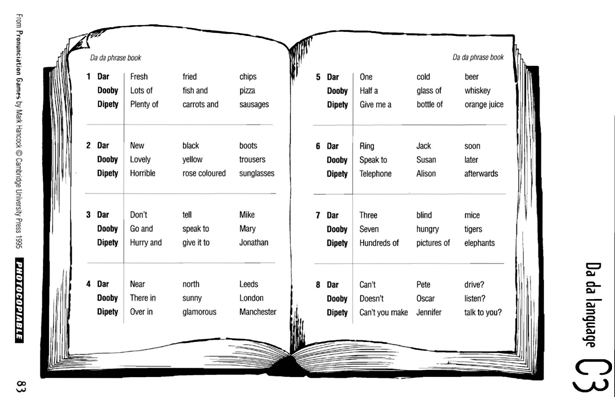 Da da phrase book
1 Dar Fresh fried chips
Dooby Lots of fish and pizza
Dipety Plenty of carrots and sausages
2 Dar New black boots
Dooby Lovely yellow trousers
Dipety Horrible rose coloured sunglasses
3 Dar Don't tell Mike
Dooby Go and speak to Mary
Dipety Hurry and give it to Jonathan
4 Dar Near north Leeds
Dooby There in sunny London
Dipety Over in glamorous Manchester
Da da phrase book
5 Dar One cold beer
Dooby Half a glass of whiskey
Dipety Give me a bottle of orange juice
6 Dar Ring Jack soon
Dooby Speak to Susan later
Dipety Telephone Alison afterwards
7 Dar Three blind mice
Dooby Seven hungry tigers
Dipety Hundreds of pictures of elephants
8 Dar Can't Pete drive?
Dooby Doesn't Oscar listen?
Dipety Can't you make Jennifer talk to you?
From Pronunciation Games by Mark Hancock © Cambridge University Press 1995 PHOTOCOPIABLE 83
Da da language C3